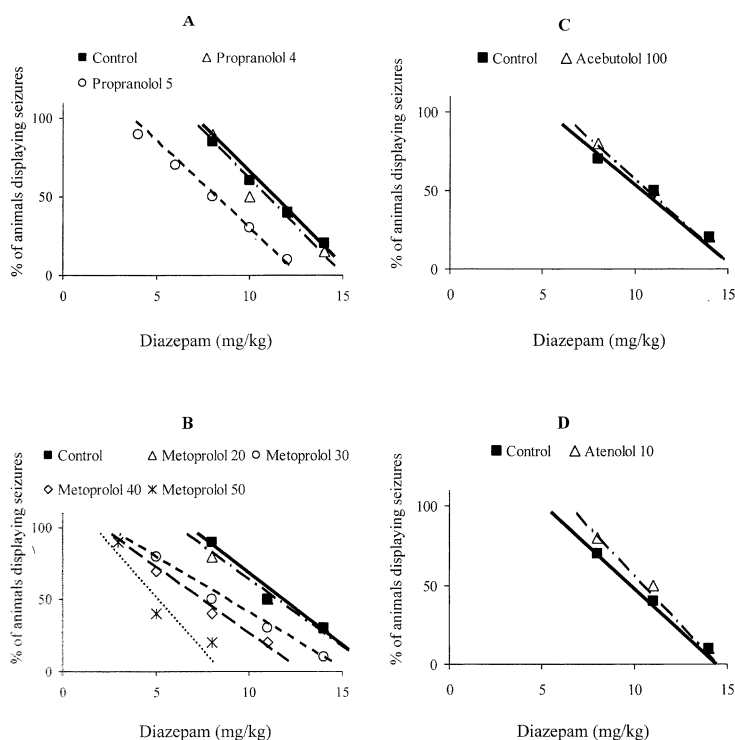 A
Control Propranolol 4
Propranolol 5
% of animals displaying seizures
100
50
0
0 5 10 15
Diazepam (mg/kg)
C
Control Acebutolol 100
% of animals displaying seizures
100
50
0
0 5 10 15
Diazepam (mg/kg)
B
Control Metoprolol 20 Metoprolol 30
Metoprolol 40 Metoprolol 50
% of animals displaying seizures
100
50
0
0 5 10 15
Diazepam (mg/kg)
D
Control Atenolol 10
% of animals displaying seizures
100
50
0
0 5 10 15
Diazepam (mg/kg)